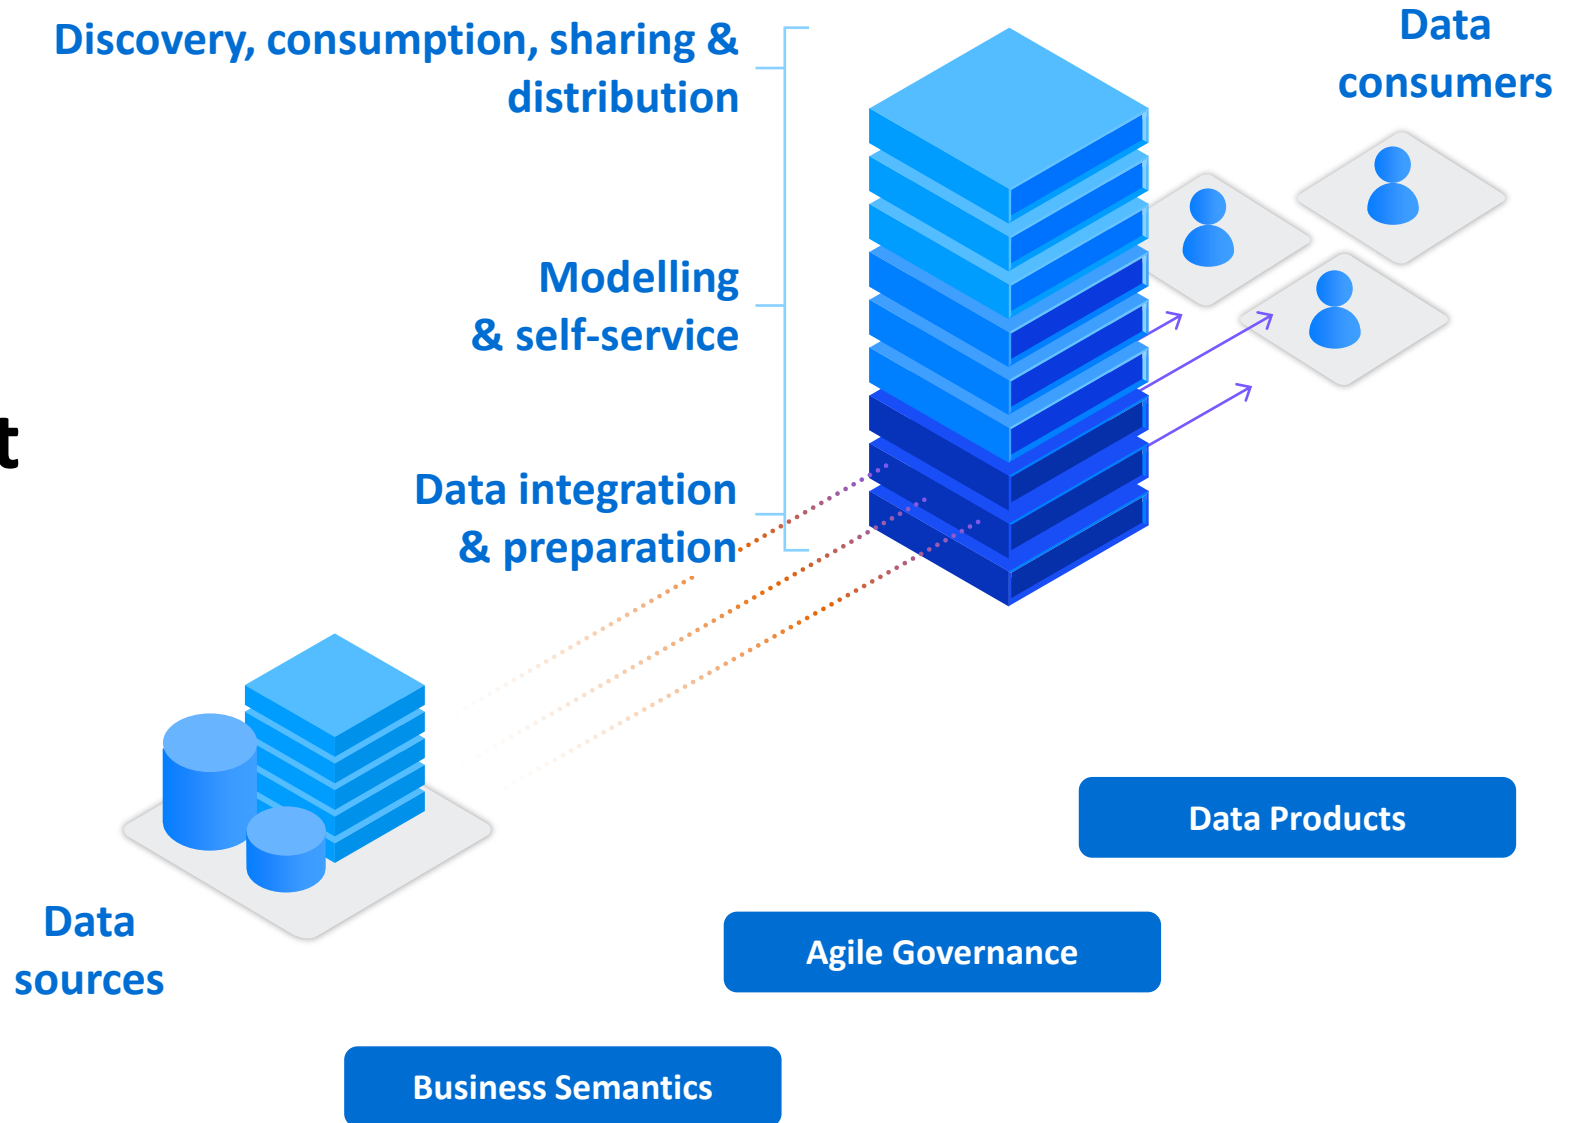 Discovery, consumption, sharing &
distribution
Data
consumers
Modelling
& self-service
t
Data integration
& preparation
Data
sources
Data Products
Agile Governance
Business Semantics